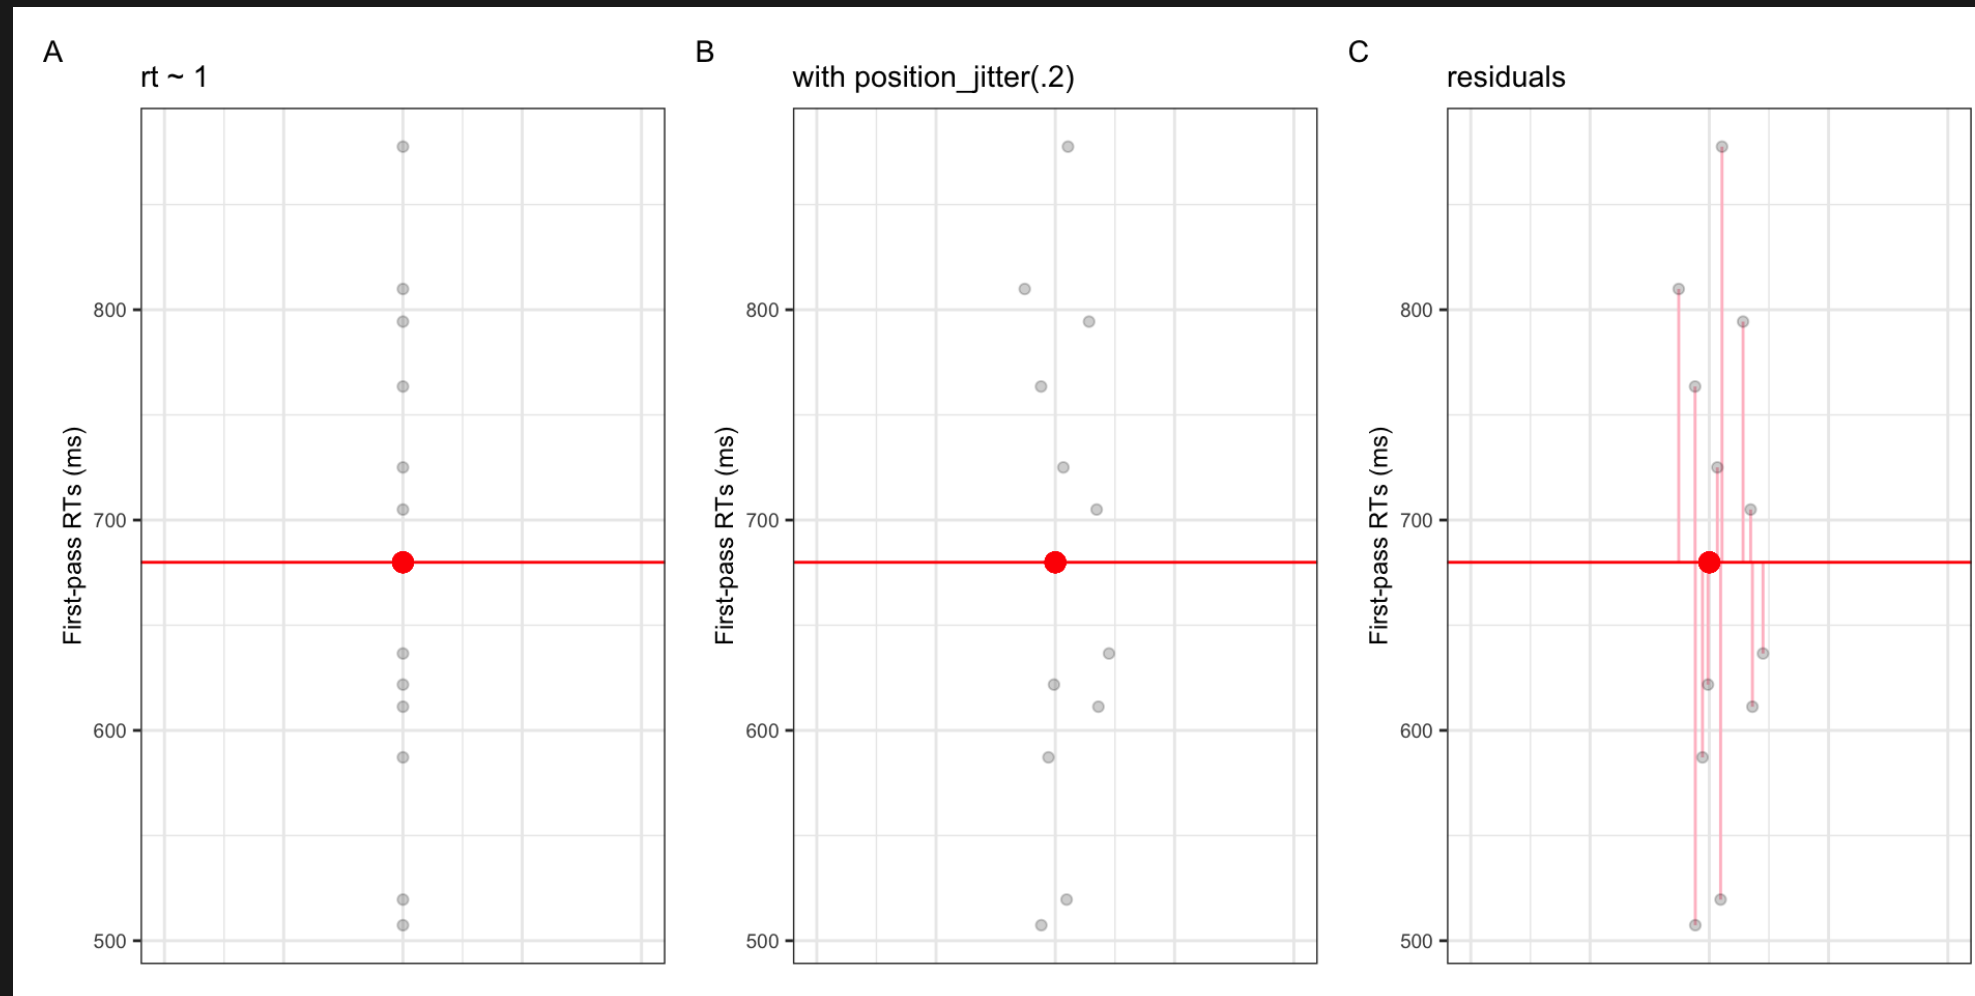 A
rt ~ 1
First-pass RTs (ms)
800
700
600
500
B
with position_jitter(.2)
First-pass RTs (ms)
800
700
600
500
C
residuals
First-pass RTs (ms)
800
700
600
500